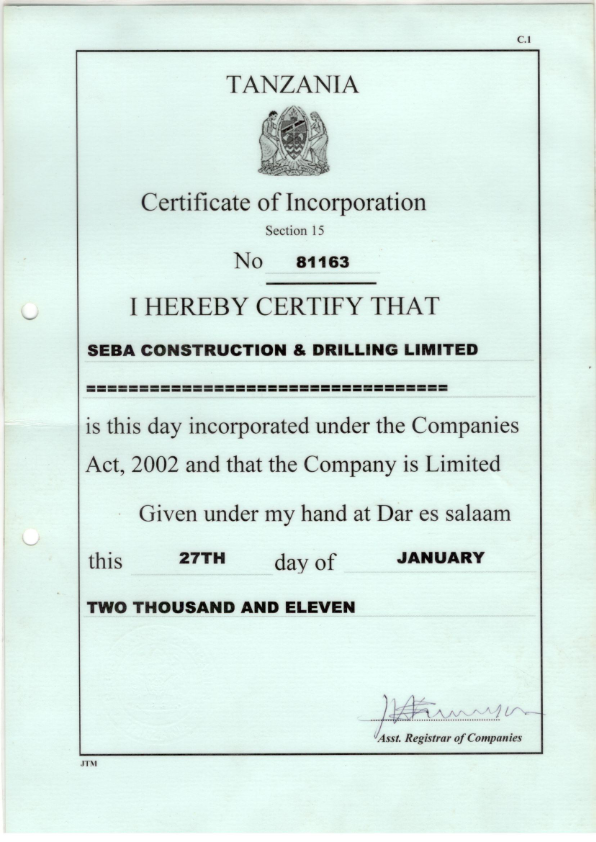 C.1
TANZANIA
Certificate of Incorporation
Section 15
No 81163
I HEREBY CERTIFY THAT
SEBA CONSTRUCTION & DRILLING LIMITED
==================================
is this day incorporated under the Companies
Act, 2002 and that the Company is Limited
Given under my hand at Dar es salaam
this 27TH day of JANUARY
TWO THOUSAND AND ELEVEN
Asst. Registrar of Companies
JTM